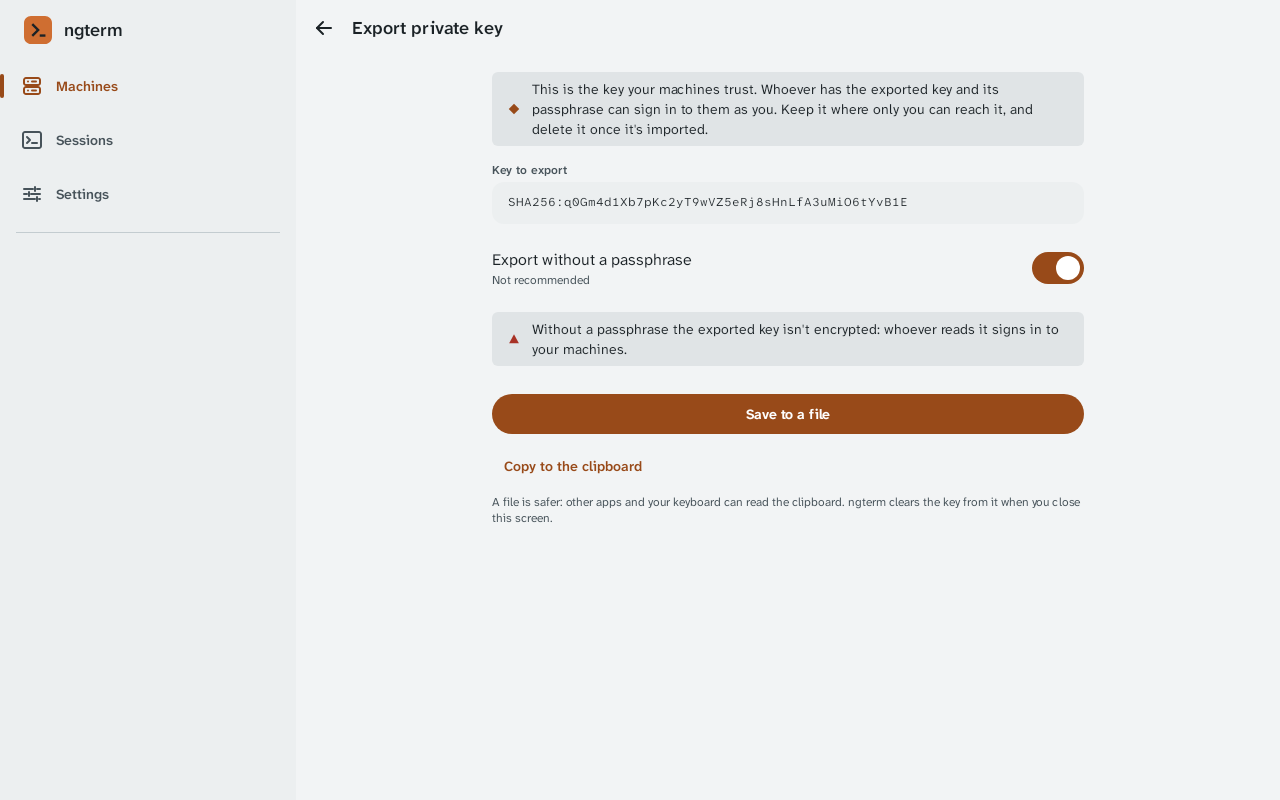 ngterm
Export private key
Machines
Sessions
Settings
This is the key your machines trust. Whoever has the exported key and its
passphrase can sign in to them as you. Keep it where only you can reach it, and
delete it once it's imported.
Key to export
SHA256:q0Gm4d1Xb7pKc2yT9wVZ5eRj8sHnLfA3uMiO6tYvB1E
Export without a passphrase
Not recommended
Without a passphrase the exported key isn't encrypted: whoever reads it signs in to
your machines.
Save to a file
Copy to the clipboard
A file is safer: other apps and your keyboard can read the clipboard. ngterm clears the key from it when you close
this screen.